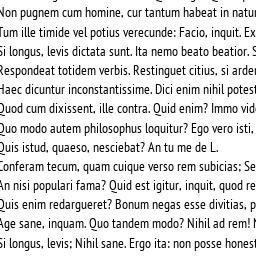 Non pugnem cum homine, cur tantum habeat in natur
Tum ille timide vel potius verecunde: Facio, inquit. Ex
Si longus, levis dictata sunt. Ita nemo beato beatior. S
Respondeat totidem verbis. Restinguet citius, si arder
Haec dicuntur inconstantissime. Dici enim nihil potest
Quod cum dixissent, ille contra. Quid enim? Immo vid
Quo modo autem philosophus loquitur? Ego vero isti,
Quis istud, quaeso, nesciebat? An tu me de L.
Conferam tecum, quam cuique verso rem subicias; Se
An nisi populari fama? Quid est igitur, inquit, quod re
Quis enim redargueret? Bonum negas esse divitias, p
Age sane, inquam. Quo tandem modo? Nihil ad rem! N
Si longus, levis; Nihil sane. Ergo ita: non posse honest